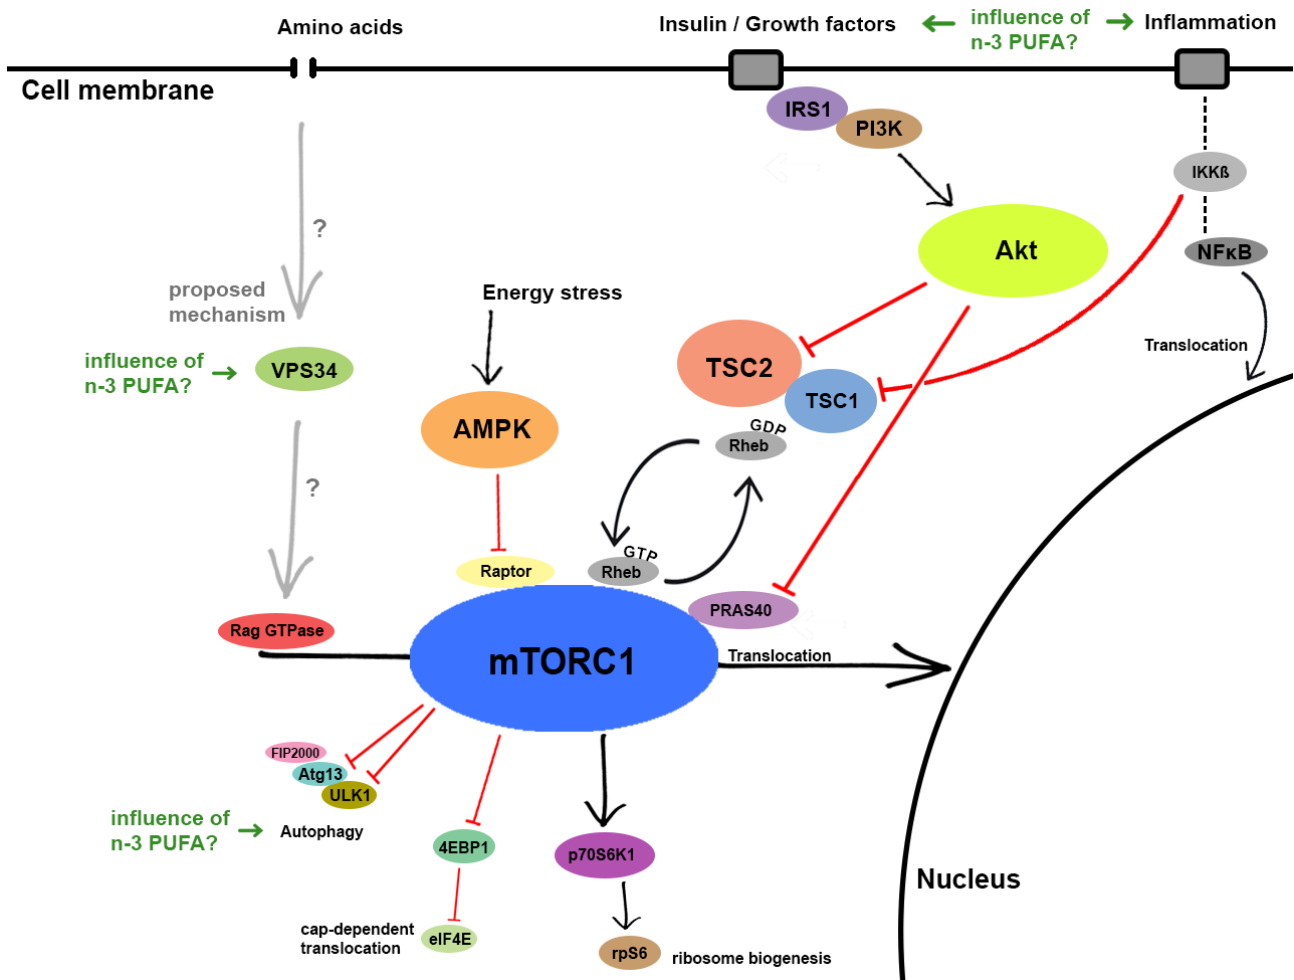 Amino acids
Insulin / Growth factors
influence of
n-3 PUFA?
Inflammation
Cell membrane
IRS1
PI3K
IKKß
NFκB
Akt
?
proposed
mechanism
Energy stress
Translocation
influence of
n-3 PUFA?
VPS34
TSC2
TSC1
AMPK
GDP
Rheb
?
GTP
Rheb
Raptor
PRAS40
Rag GTPase
mTORC1
Translocation
FIP2000
Atg13
ULK1
influence of
n-3 PUFA?
Autophagy
4EBP1
p70S6K1
Nucleus
cap-dependent
translocation
eIF4E
rpS6
ribosome biogenesis